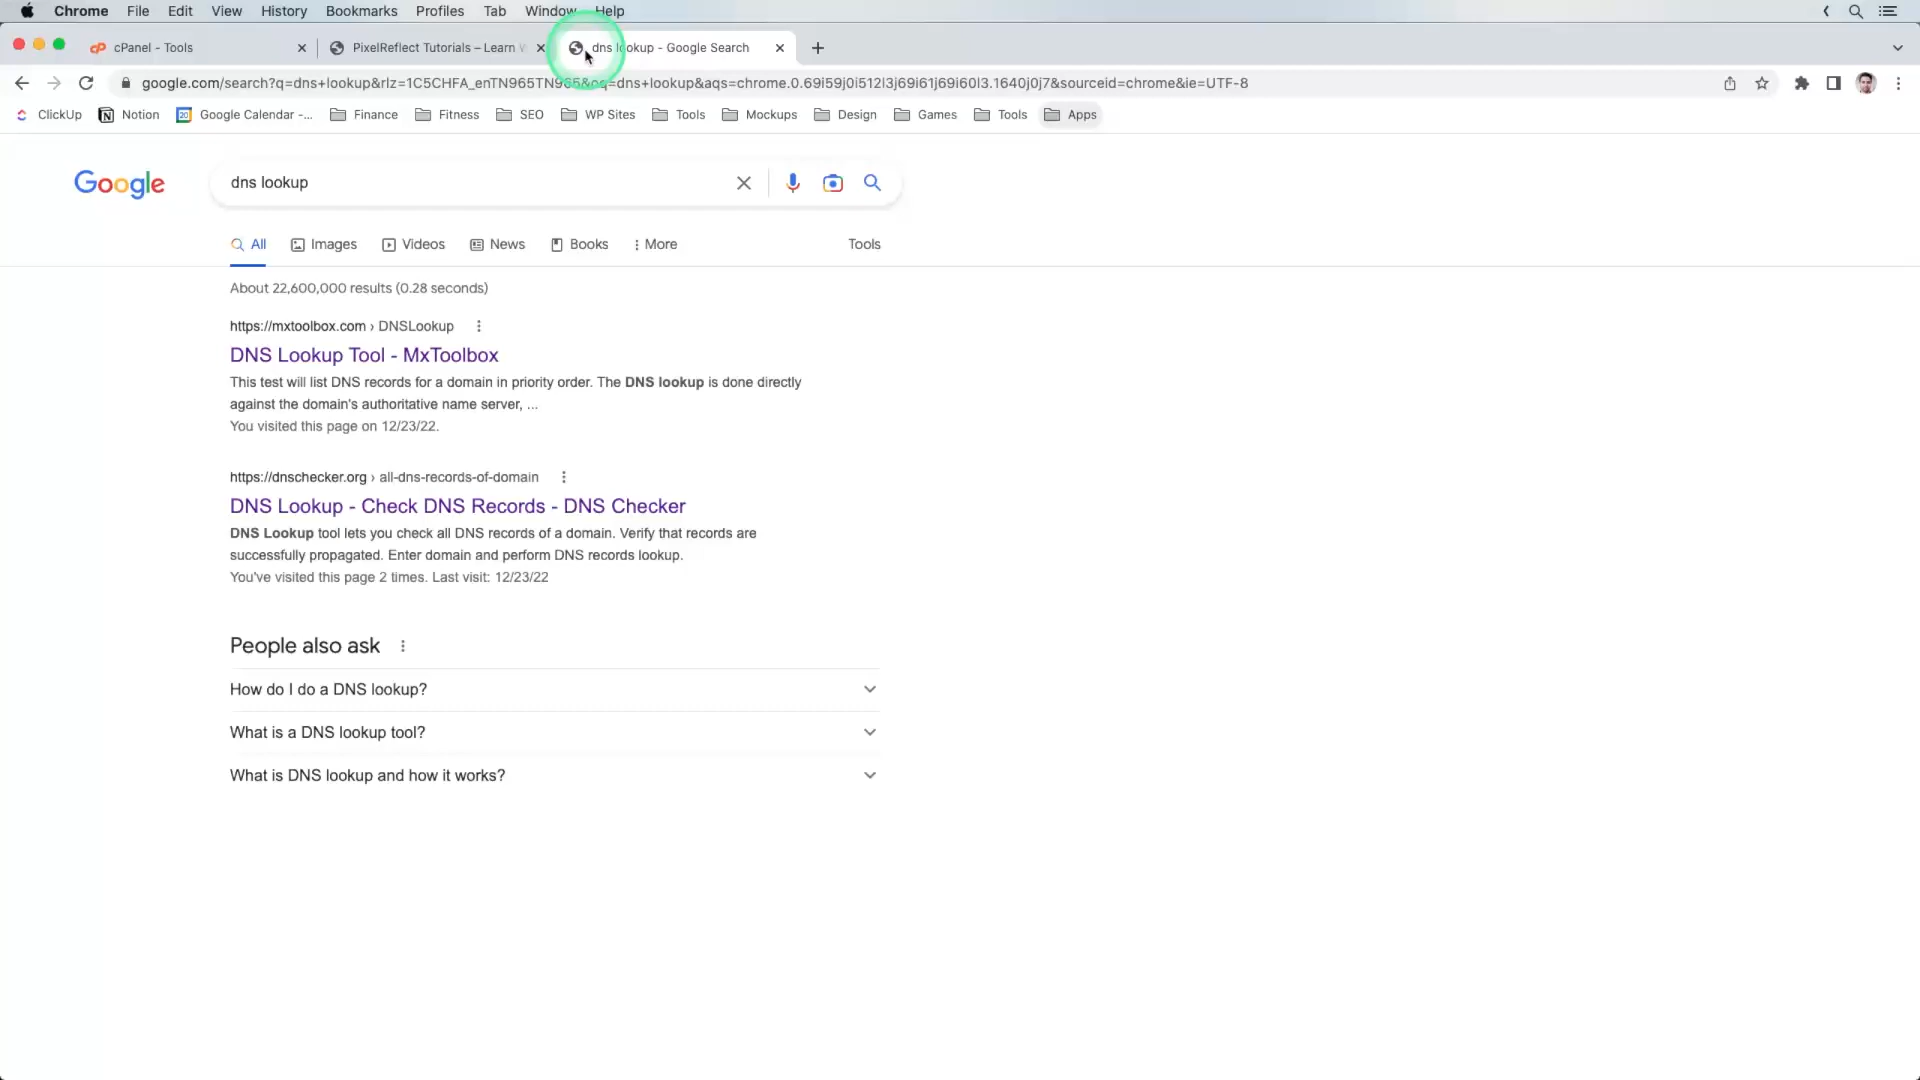 Chrome File Edit View History Bookmarks Profiles Tab Window Help
cPanel - Tools
PixelReflect Tutorials – Learn
dns lookup - Google Search
google.com/search?q=dns+lookup&rlz=1C5CHFA_enTN965TN965&oq=dns+lookup&aqs=chrome.0.69i59j0i512l3j69i61j69i60l3.1640j0j7&sourceid=chrome&ie=UTF-8
ClickUp Notion Google Calendar -... Finance Fitness SEO WP Sites Tools Mockups Design Games Tools Apps
Google
dns lookup
All Images Videos News Books More Tools
About 22,600,000 results (0.28 seconds)
https://mxtoolbox.com › DNSLookup
DNS Lookup Tool - MxToolbox
This test will list DNS records for a domain in priority order. The DNS lookup is done directly
against the domain's authoritative name server, ...
You visited this page on 12/23/22.
https://dnschecker.org › all-dns-records-of-domain
DNS Lookup - Check DNS Records - DNS Checker
DNS Lookup tool lets you check all DNS records of a domain. Verify that records are
successfully propagated. Enter domain and perform DNS records lookup.
You've visited this page 2 times. Last visit: 12/23/22
People also ask
How do I do a DNS lookup?
What is a DNS lookup tool?
What is DNS lookup and how it works?